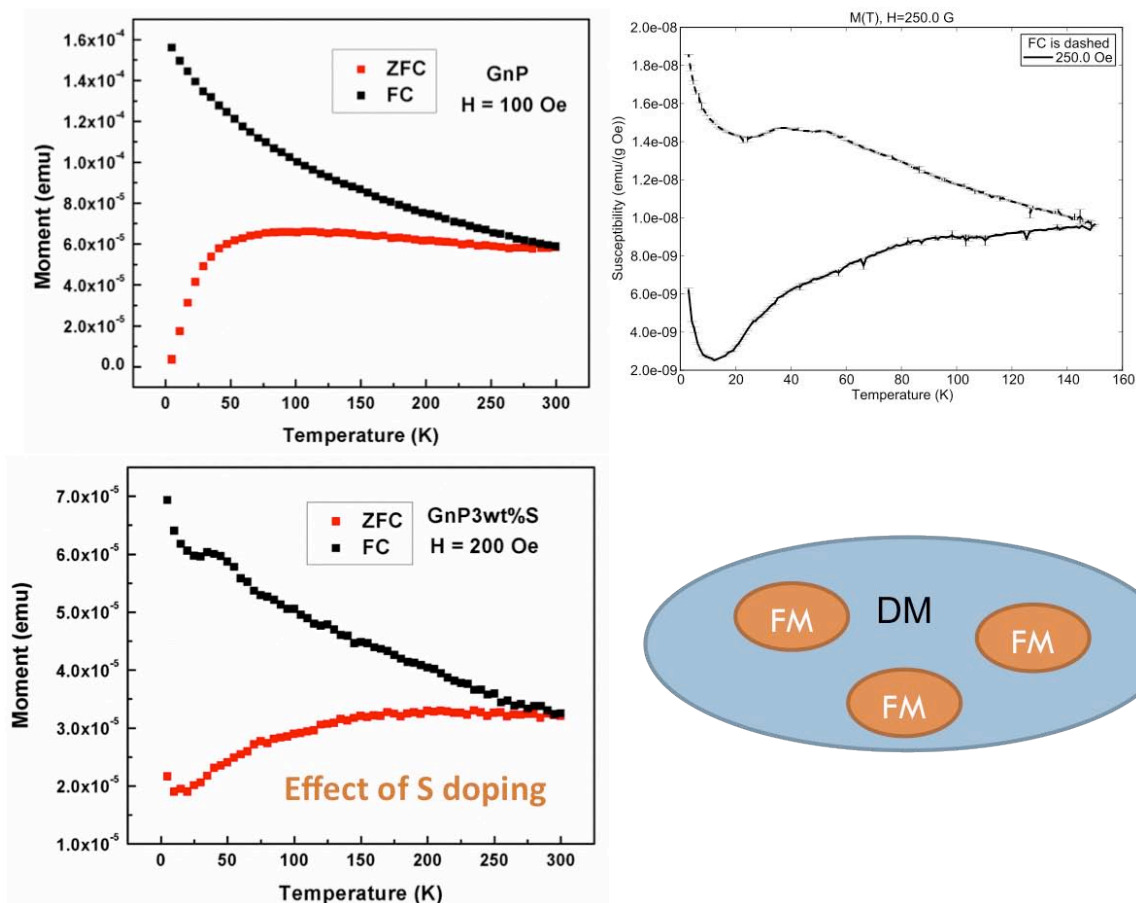 1.6x10⁻⁴
1.4x10⁻⁴
1.2x10⁻⁴
1.0x10⁻⁴
8.0x10⁻⁵
6.0x10⁻⁵
4.0x10⁻⁵
2.0x10⁻⁵
0.0
Moment (emu)
ZFC
FC
GnP
H = 100 Oe
0 50 100 150 200 250 300
Temperature (K)
M(T), H=250.0 G
FC is dashed
250.0 Oe
2.0e-08
1.8e-08
1.6e-08
1.4e-08
1.2e-08
1.0e-08
8.0e-09
6.0e-09
4.0e-09
2.0e-09
Susceptibility (emu/(g Oe))
0 20 40 60 80 100 120 140 160
Temperature (K)
7.0x10⁻⁵
6.0x10⁻⁵
5.0x10⁻⁵
4.0x10⁻⁵
3.0x10⁻⁵
2.0x10⁻⁵
1.0x10⁻⁵
Moment (emu)
ZFC
FC
GnP3wt%S
H = 200 Oe
Effect of S doping
0 50 100 150 200 250 300
Temperature (K)
DM
FM
FM
FM